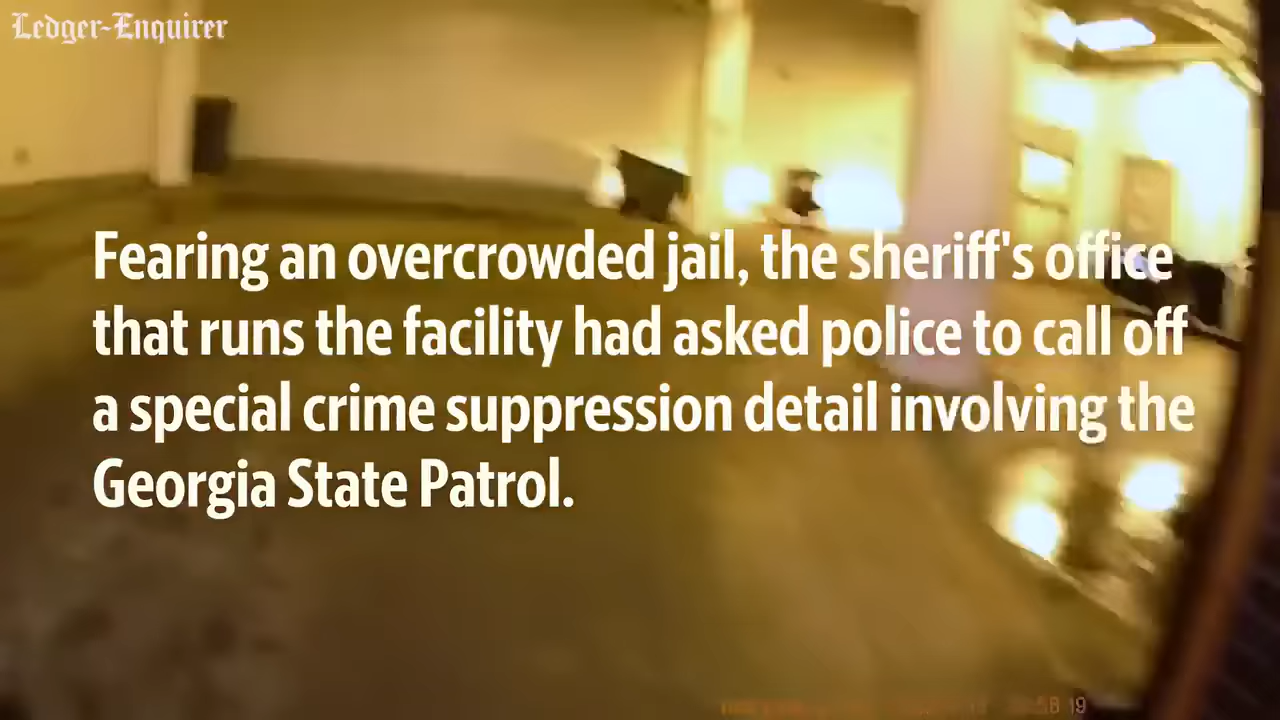 Ledger-Enquirer
Fearing an overcrowded jail, the sheriff's office
that runs the facility had asked police to call off
a special crime suppression detail involving the
Georgia State Patrol.